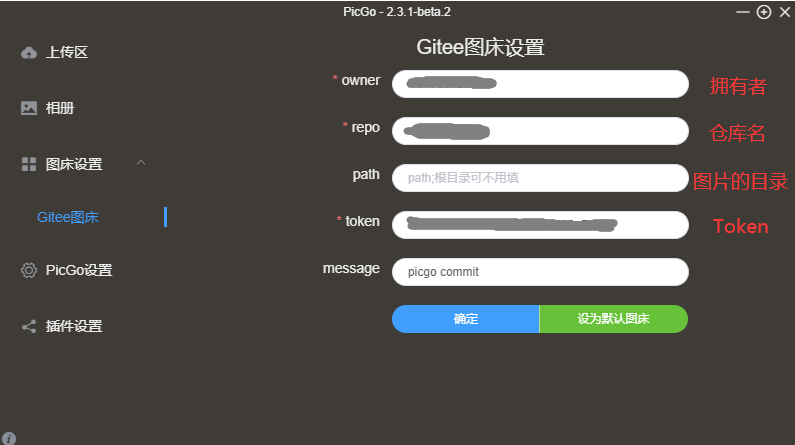 PicGo - 2.3.1-beta.2
上传区
相册
图床设置
Gitee图床
PicGo设置
插件设置
Gitee图床设置
* owner 拥有者
* repo 仓库名
path path;根目录可不用填 图片的目录
* token Token
message picgo commit
确定 设为默认图床